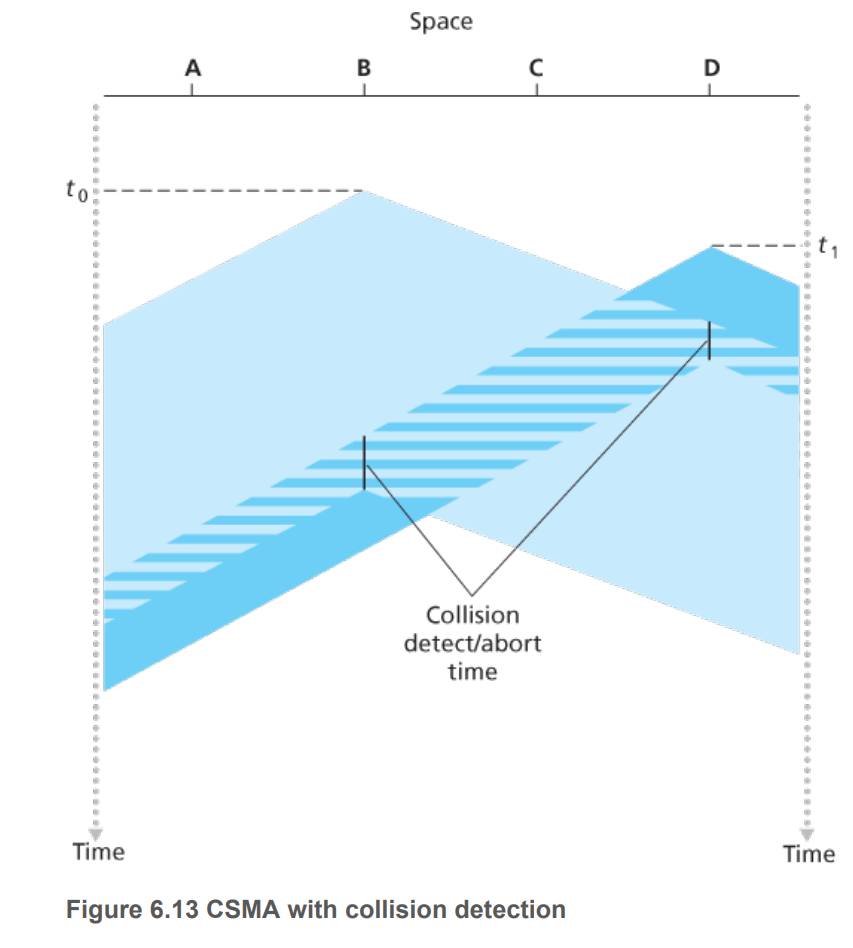 Space
A B C D
t0
t1
Collision
detect/abort
time
Time
Time
Figure 6.13 CSMA with collision detection